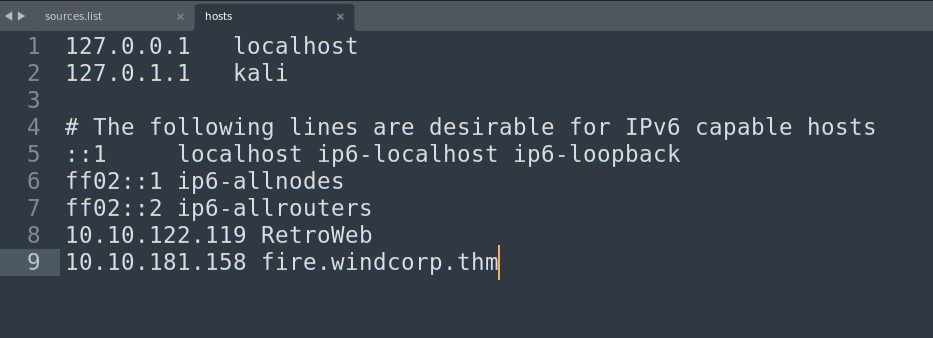 sources.list × hosts ×
1 127.0.0.1 localhost
2 127.0.1.1 kali
3
4 # The following lines are desirable for IPv6 capable hosts
5 ::1 localhost ip6-localhost ip6-loopback
6 ff02::1 ip6-allnodes
7 ff02::2 ip6-allrouters
8 10.10.122.119 RetroWeb
9 10.10.181.158 fire.windcorp.thm